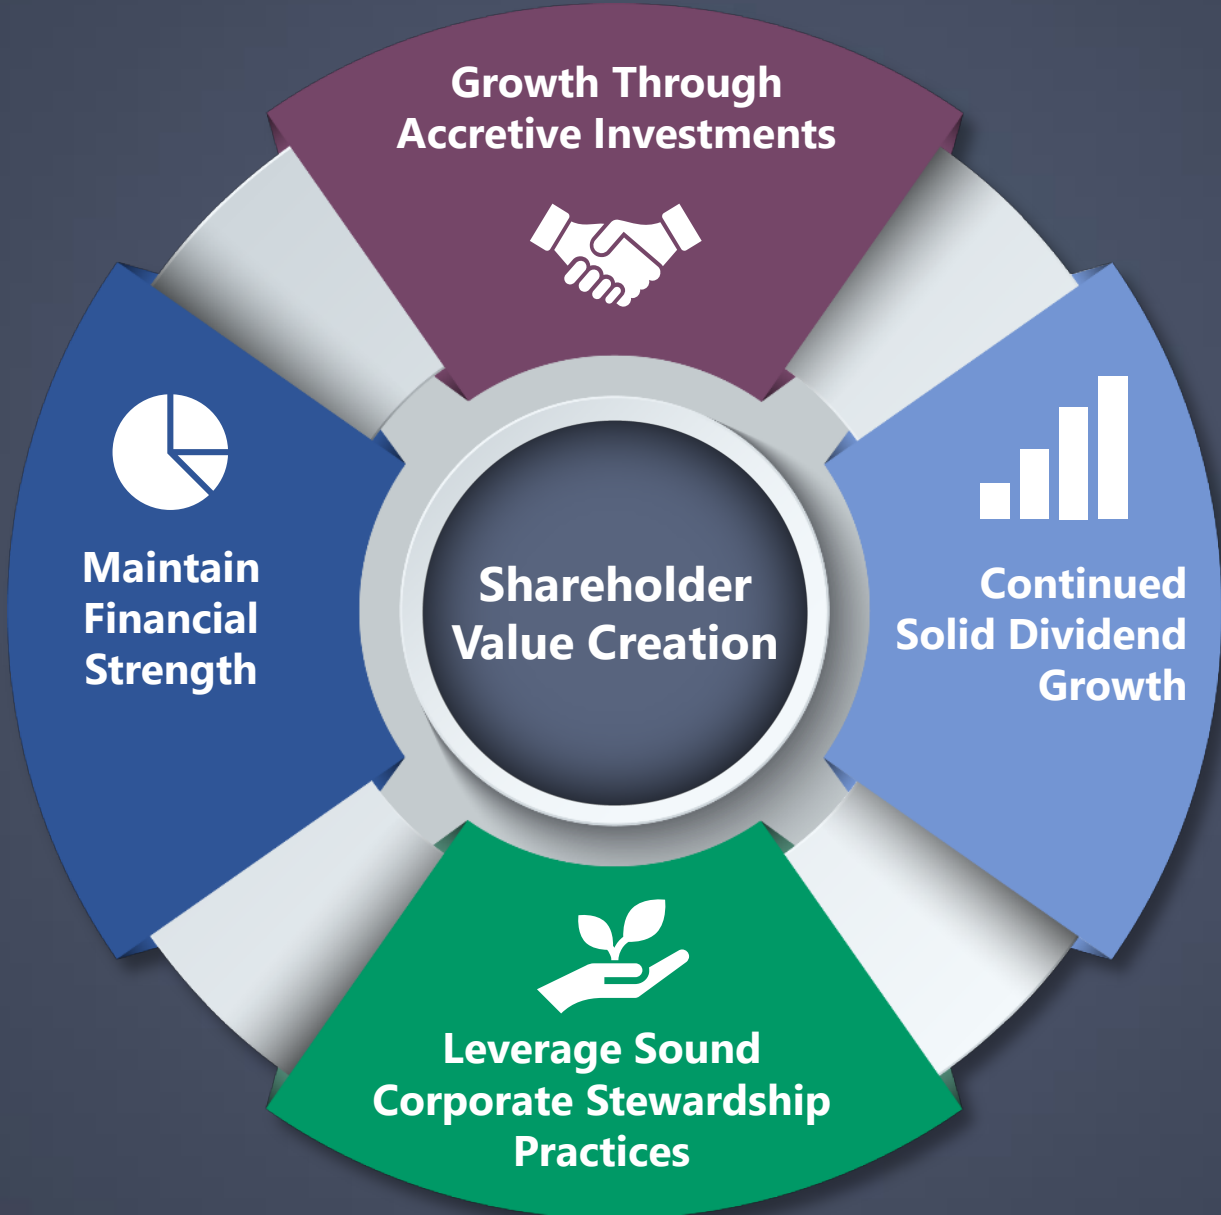 Growth Through
Accretive Investments
Maintain
Financial
Strength
Shareholder
Value Creation
Continued
Solid Dividend
Growth
Leverage Sound
Corporate Stewardship
Practices